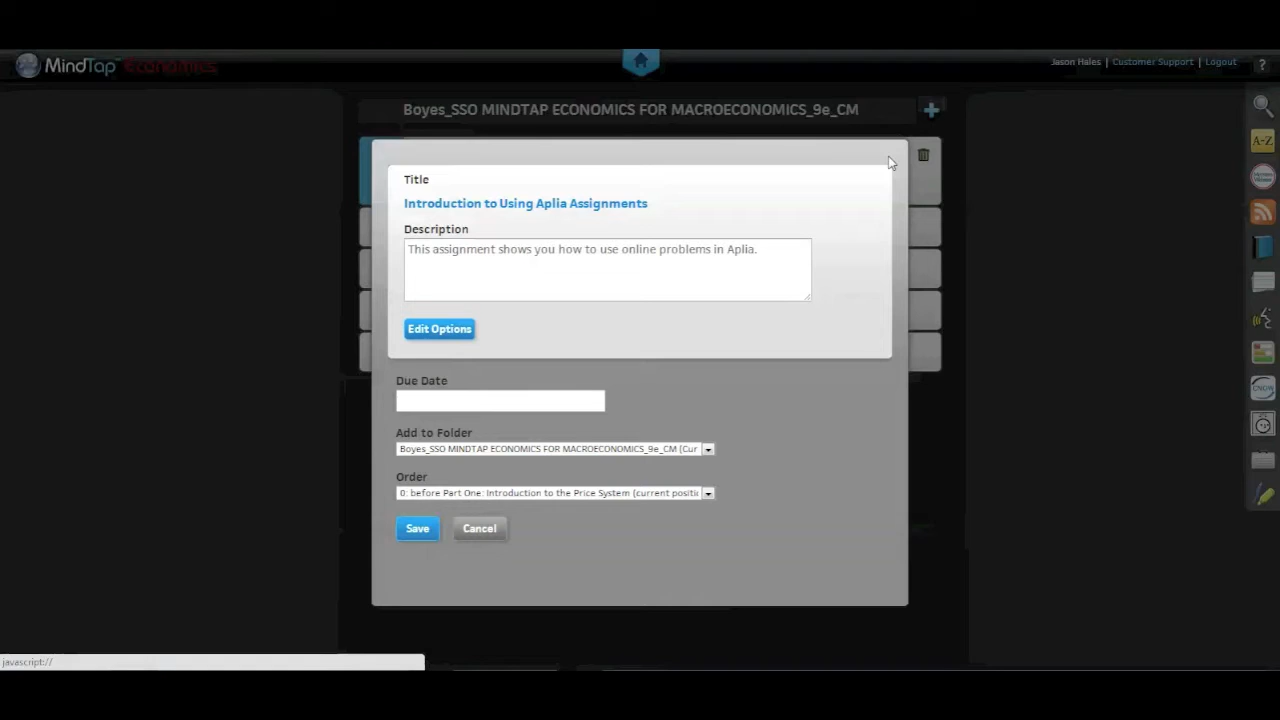 MindTap Economics
Jason Hales | Customer Support | Logout ?
Boyes_SSO MINDTAP ECONOMICS FOR MACROECONOMICS_9e_CM
A-Z
Title
Introduction to Using Aplia Assignments
Description
This assignment shows you how to use online problems in Aplia.
Edit Options
Due Date
Add to Folder
Boyes_SSO MINDTAP ECONOMICS FOR MACROECONOMICS_9e_CM (Cur
Order
0: before Part One: Introduction to the Price System (current positic
Save Cancel
CNOW
javascript://